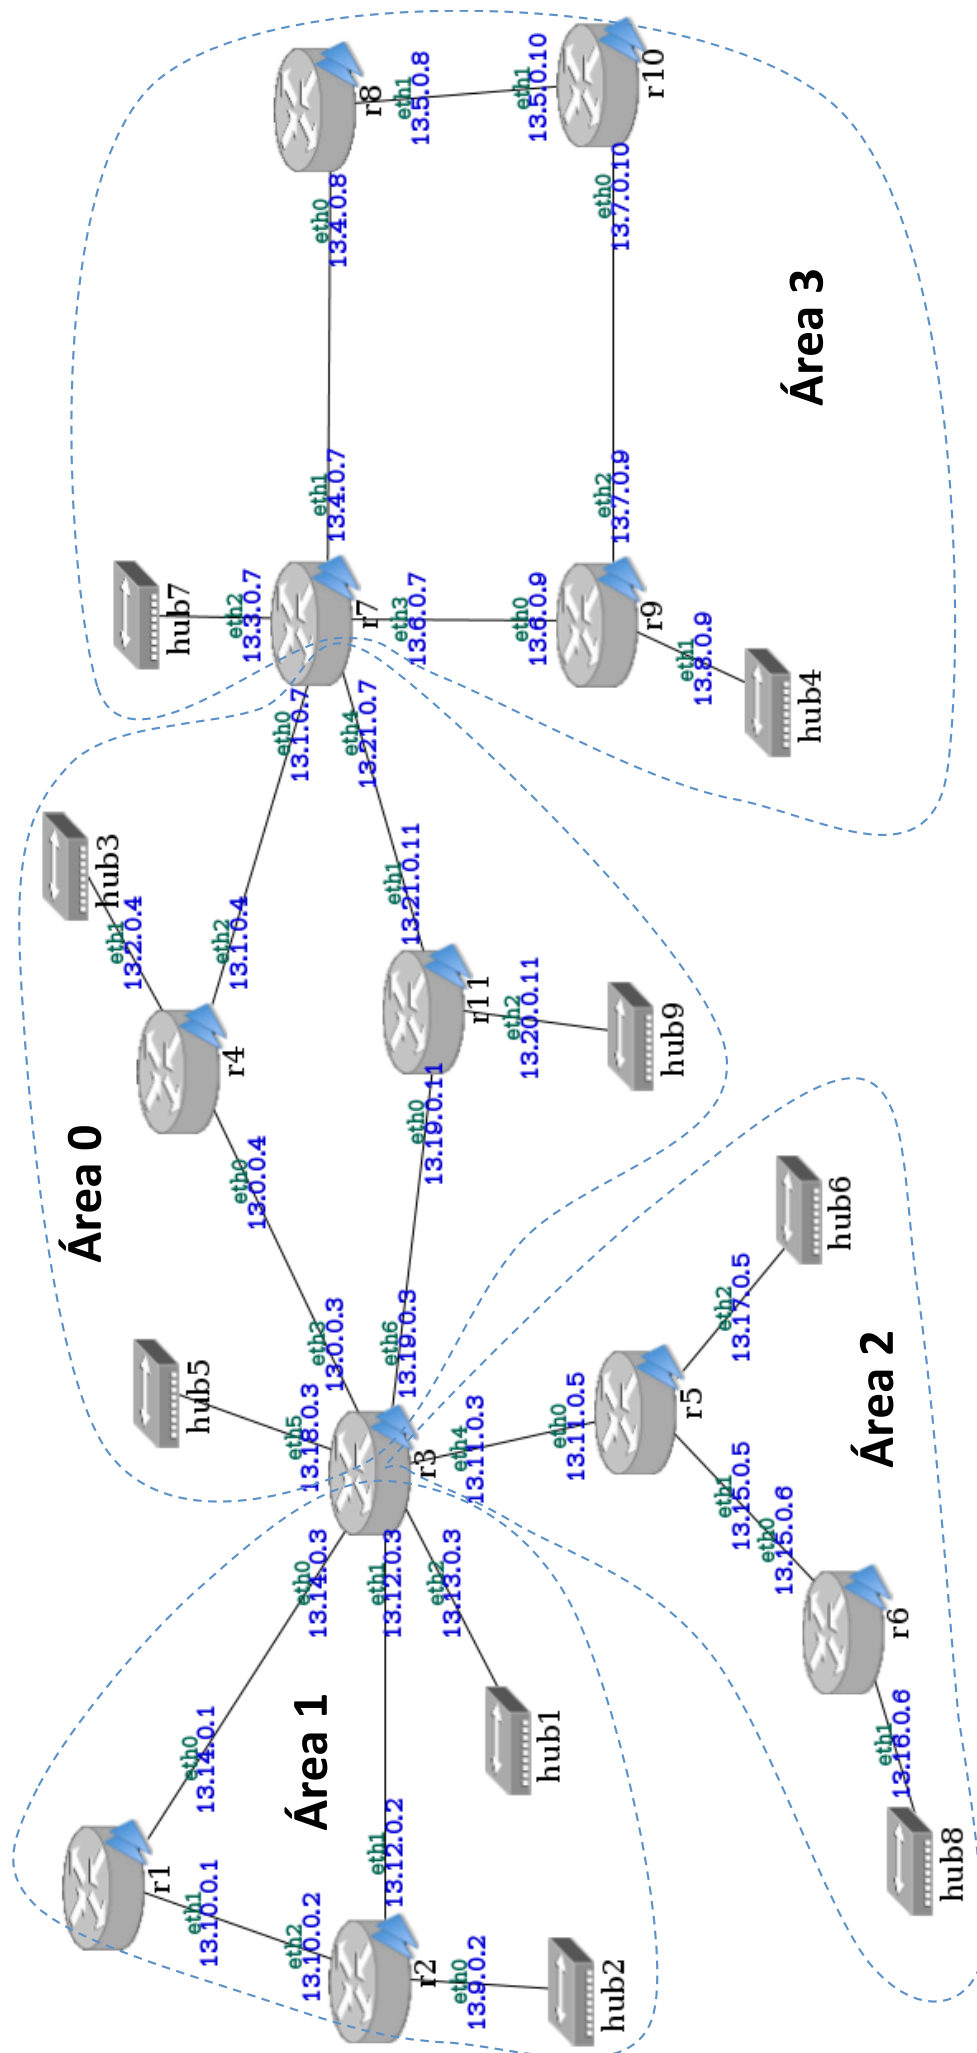 Área 0
Área 1
Área 2
Área 3
r1
eth0
13.14.0.1
eth1
13.10.0.1
r2
eth2
13.10.0.2
eth1
13.12.0.2
eth0
13.9.0.2
hub2
hub1
r3
eth0
13.14.0.3
eth1
13.12.0.3
eth2
13.13.0.3
eth5
13.18.0.3
eth3
13.0.0.3
eth6
13.19.0.3
eth4
13.11.0.3
hub5
r4
eth0
13.0.0.4
eth1
13.2.0.4
eth2
13.1.0.4
hub3
r11
eth0
13.19.0.11
eth1
13.21.0.11
eth2
13.20.0.11
hub9
r5
eth0
13.11.0.5
eth1
13.15.0.5
eth2
13.17.0.5
hub6
r6
eth0
13.15.0.6
eth1
13.16.0.6
hub8
r7
eth0
13.1.0.7
eth4
13.21.0.7
eth2
13.3.0.7
eth1
13.4.0.7
eth3
13.6.0.7
hub7
r8
eth0
13.4.0.8
eth1
13.5.0.8
r9
eth0
13.6.0.9
eth2
13.7.0.9
eth1
13.8.0.9
hub4
r10
eth1
13.5.0.10
eth0
13.7.0.10